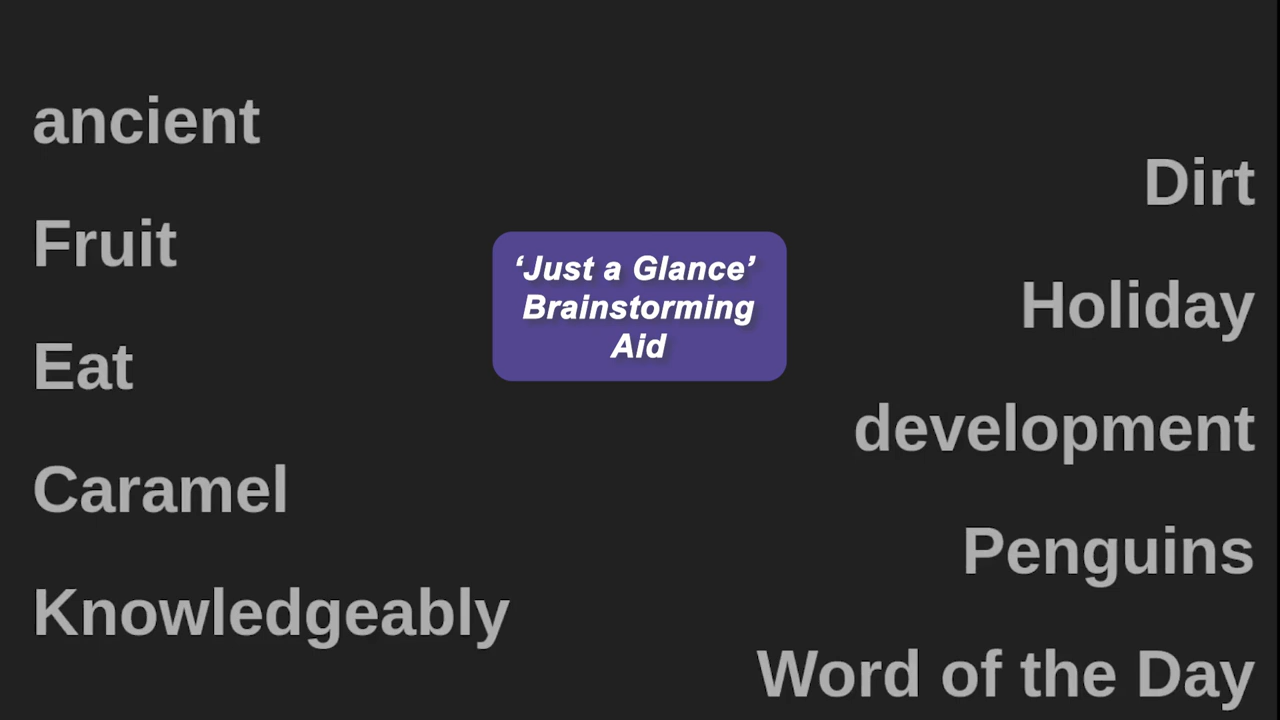 ancient
Fruit
Eat
Caramel
Knowledgeably
‘Just a Glance’
Brainstorming
Aid
Dirt
Holiday
development
Penguins
Word of the Day